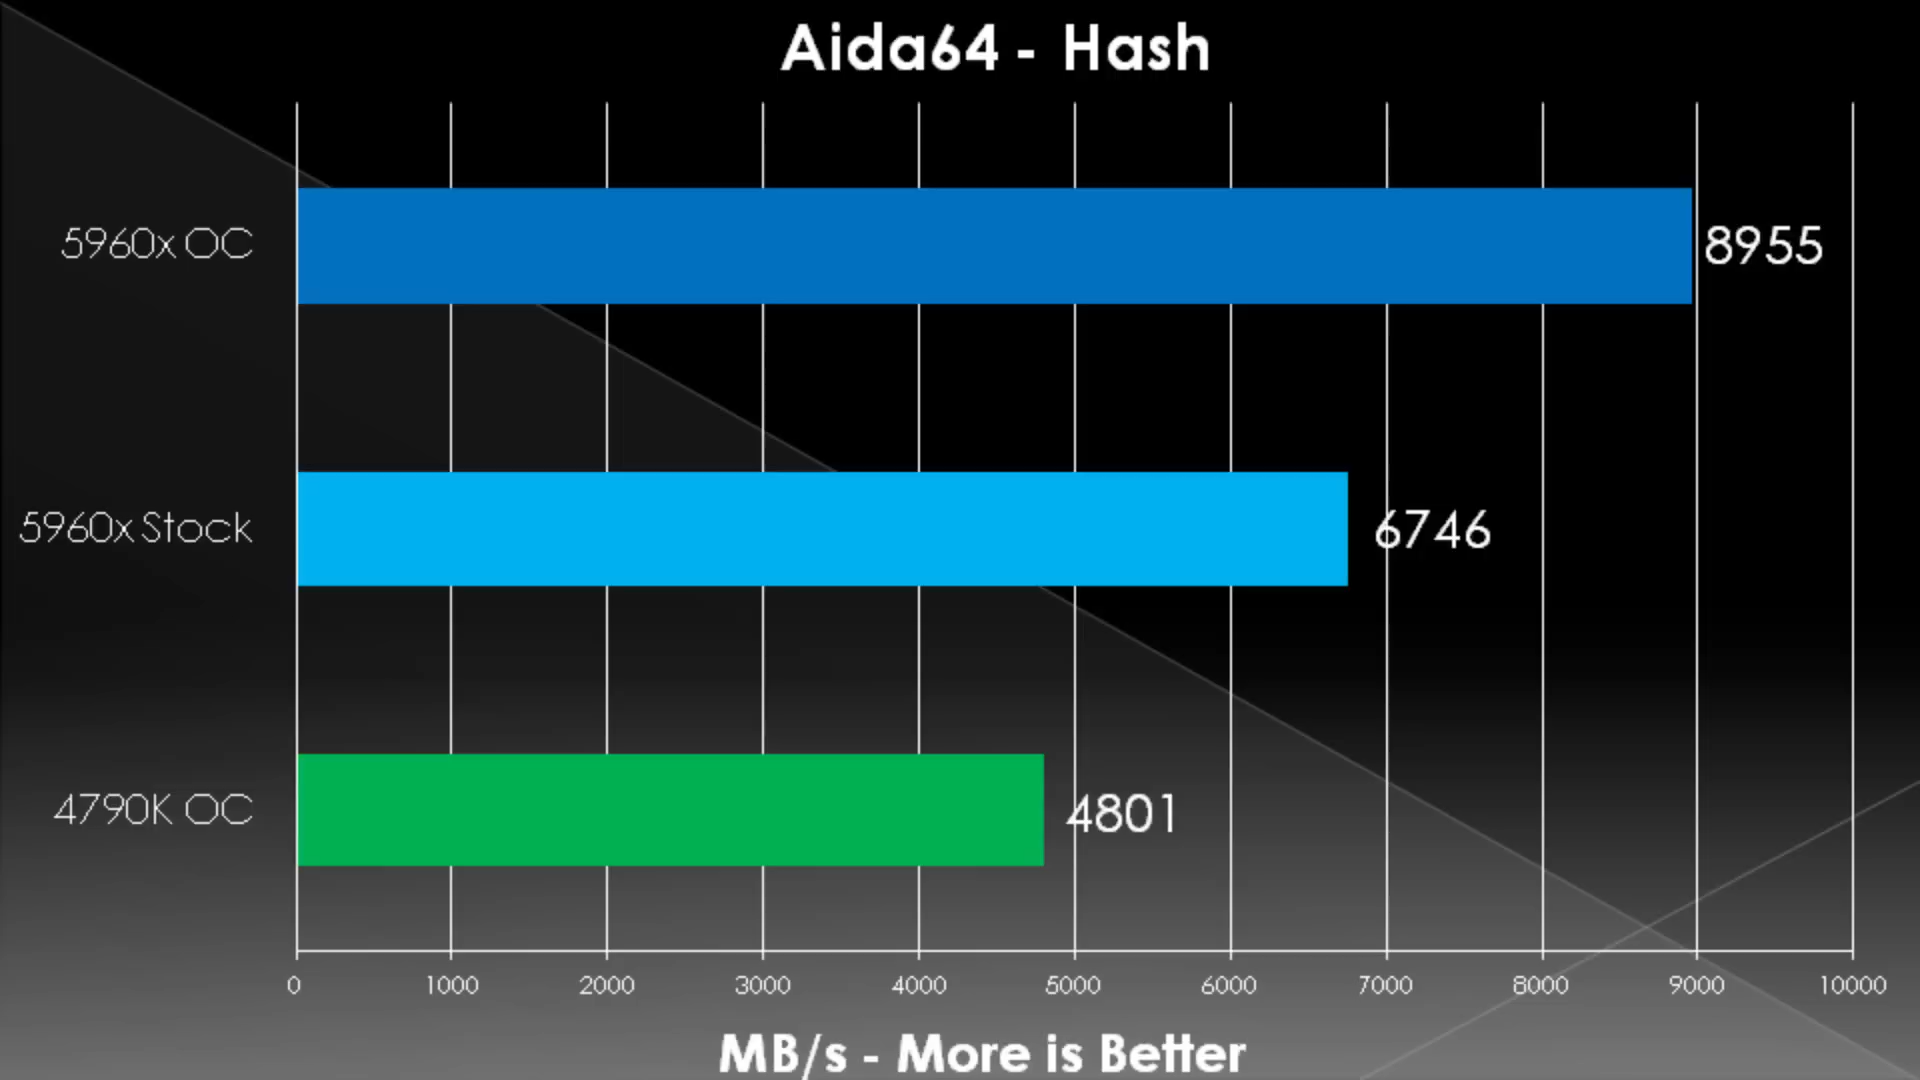 Aida64 - Hash
5960x OC
8955
5960x Stock
6746
4790K OC
4801
0 1000 2000 3000 4000 5000 6000 7000 8000 9000 10000
MB/s - More is Better